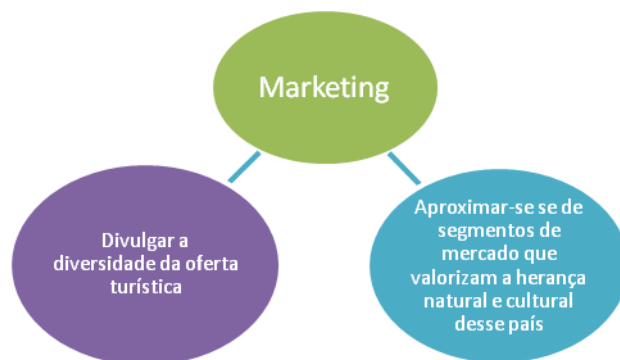 Marketing
Divulgar a
diversidade da oferta
turística
Aproximar-se se de
segmentos de
mercado que
valorizam a herança
natural e cultural
desse país